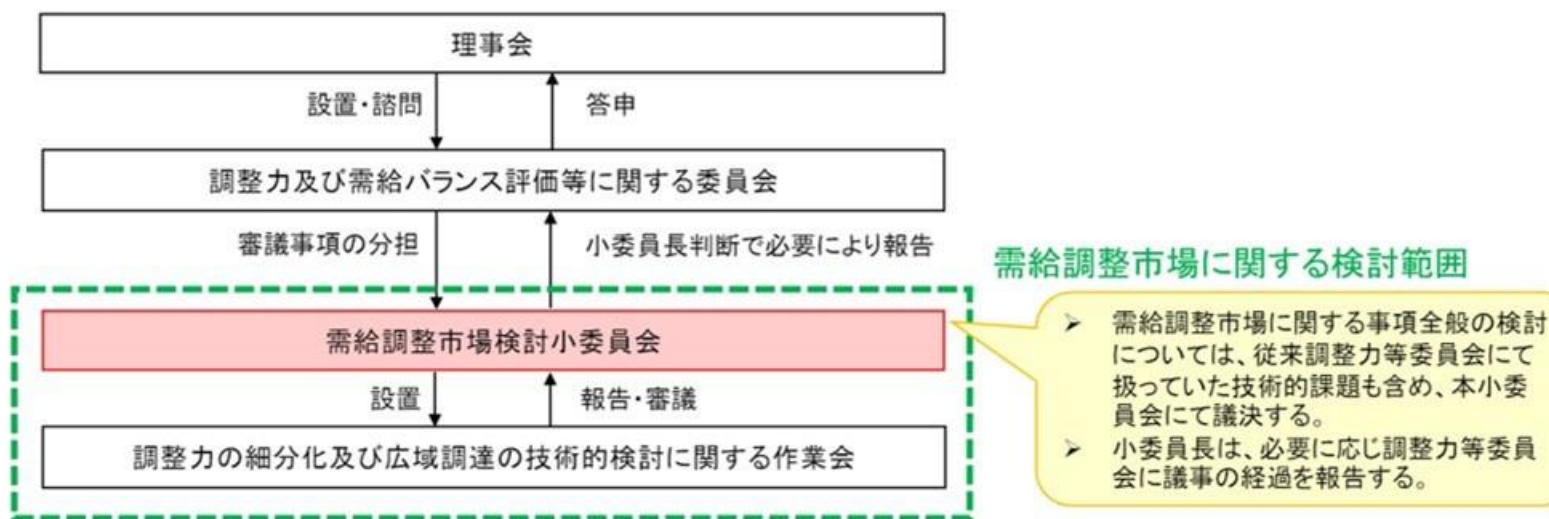 理事会
設置・諮問
答申
調整力及び需給バランス評価等に関する委員会
審議事項の分担
小委員長判断で必要により報告
需給調整市場に関する検討範囲
需給調整市場検討小委員会
設置
報告・審議
調整力の細分化及び広域調達の技術的検討に関する作業会
➢ 需給調整市場に関する事項全般の検討
については、従来調整力等委員会にて
扱っていた技術的課題も含め、本小委
員会にて議決する。
➢ 小委員長は、必要に応じ調整力等委員
会に議事の経過を報告する。